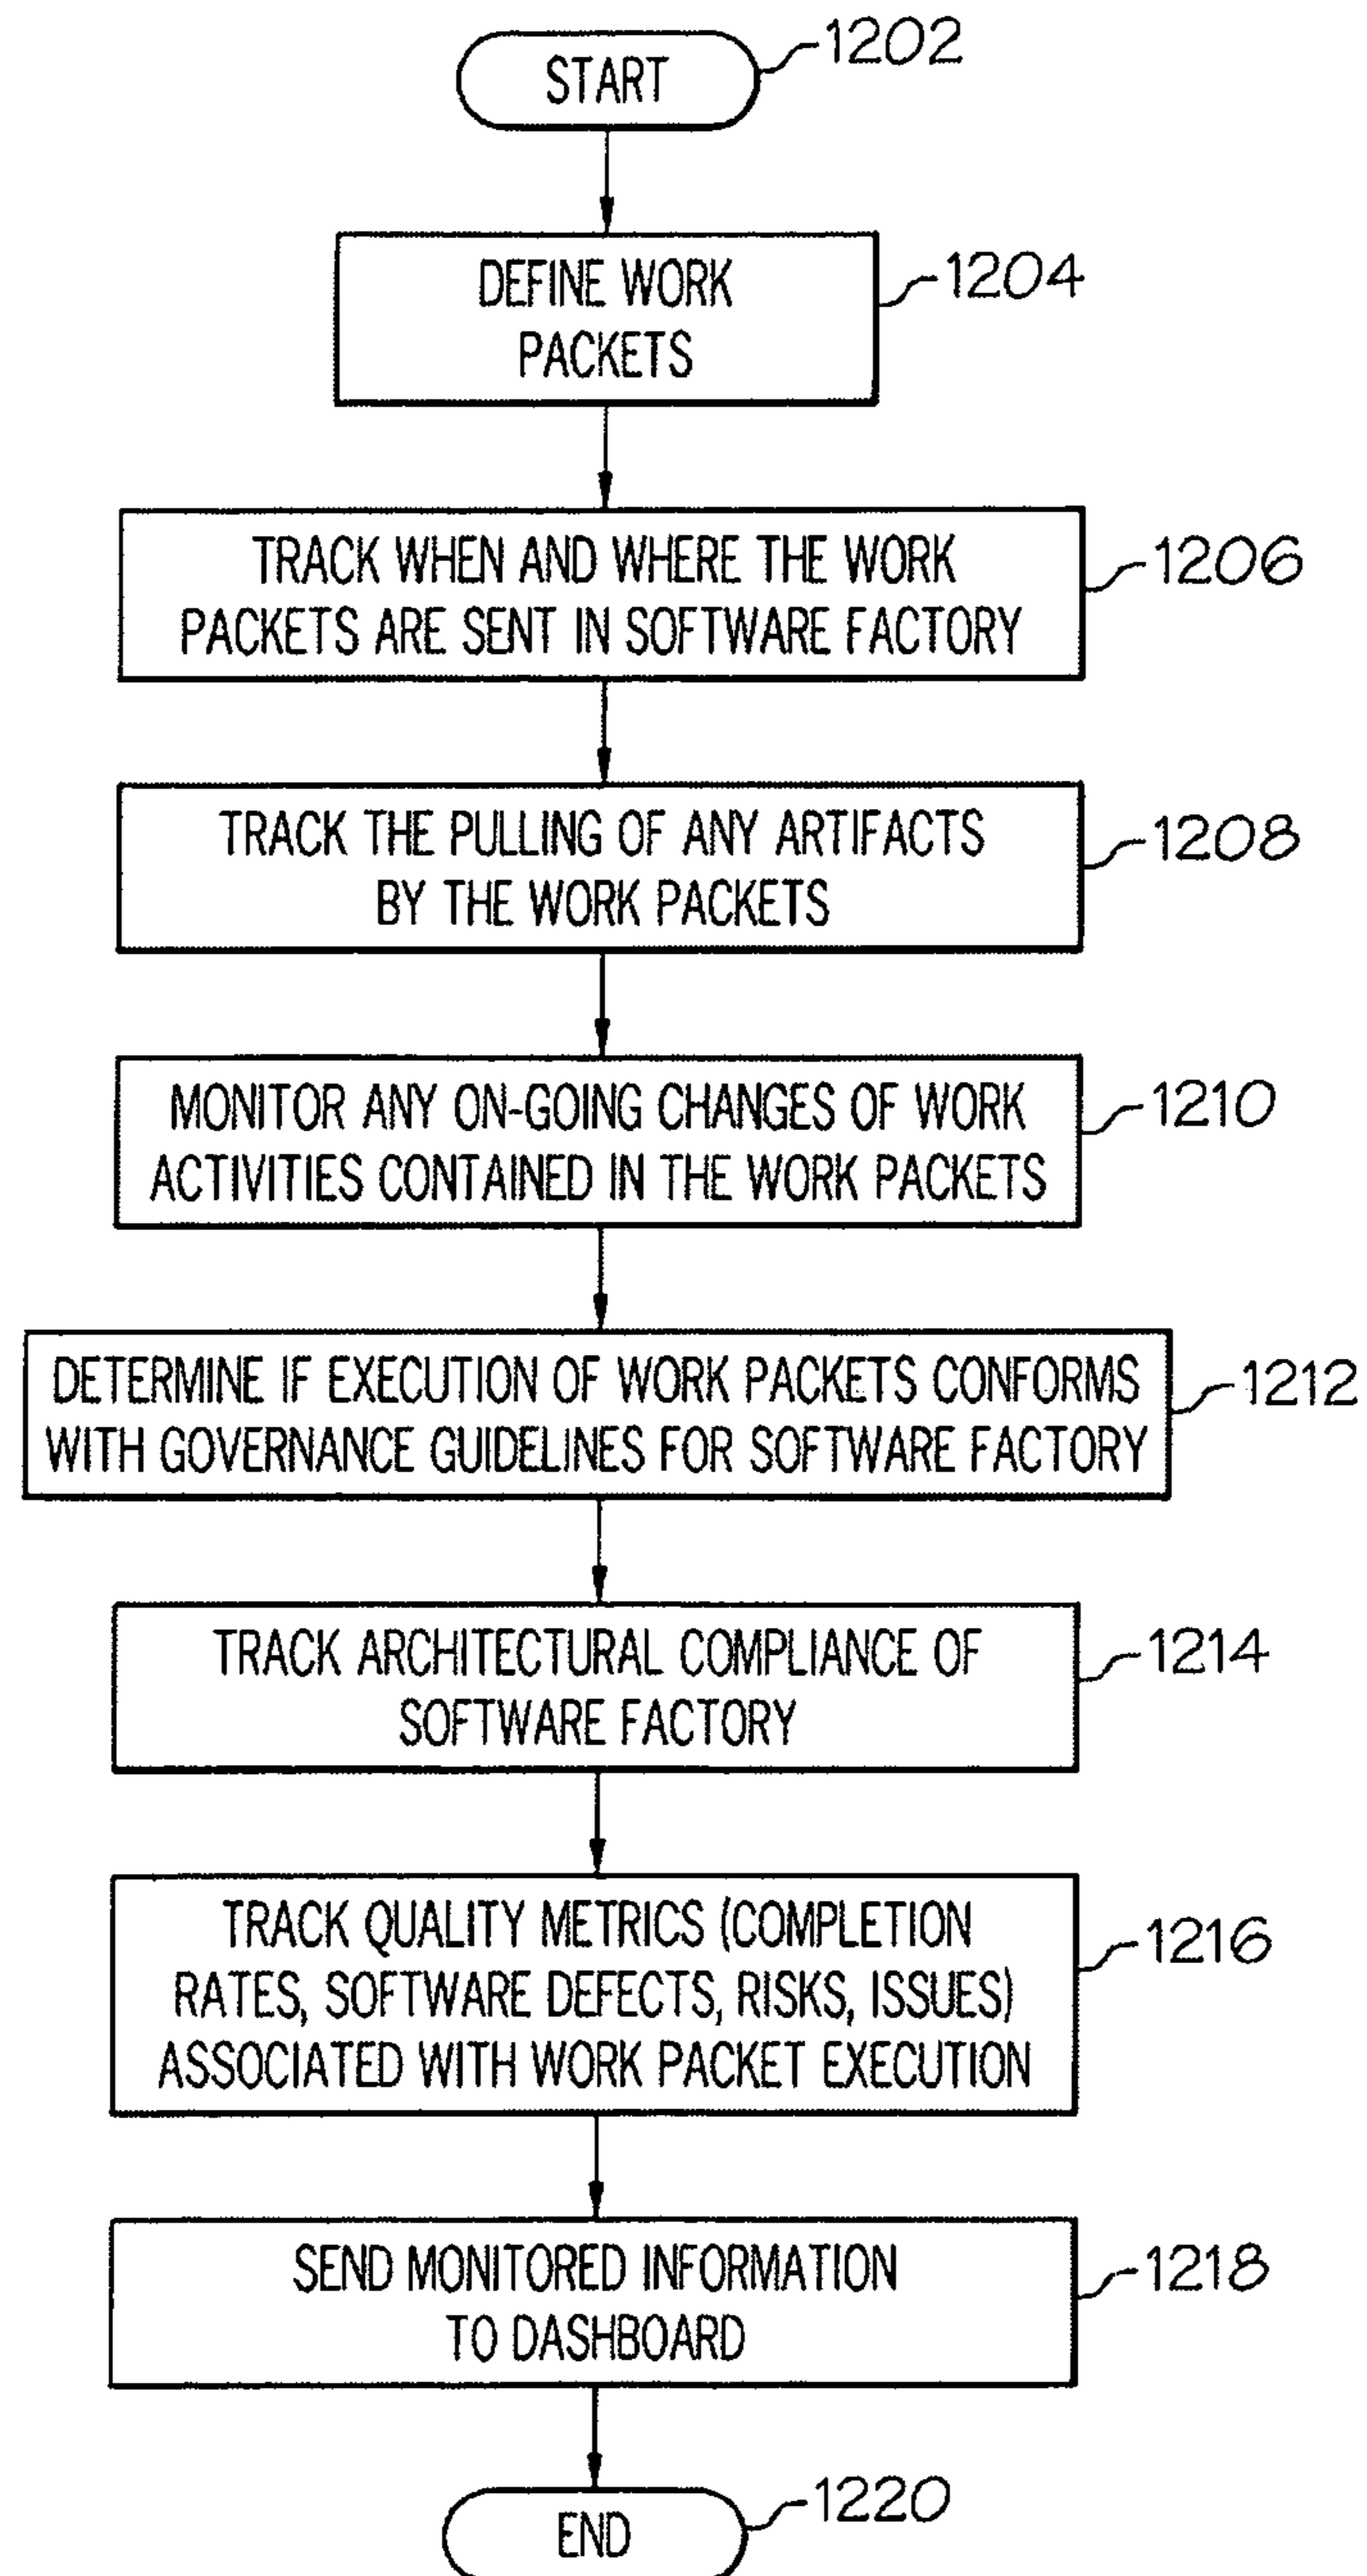 START
1202
DEFINE WORK
PACKETS
1204
TRACK WHEN AND WHERE THE WORK
PACKETS ARE SENT IN SOFTWARE FACTORY
1206
TRACK THE PULLING OF ANY ARTIFACTS
BY THE WORK PACKETS
1208
MONITOR ANY ON-GOING CHANGES OF WORK
ACTIVITIES CONTAINED IN THE WORK PACKETS
1210
DETERMINE IF EXECUTION OF WORK PACKETS CONFORMS
WITH GOVERNANCE GUIDELINES FOR SOFTWARE FACTORY
1212
TRACK ARCHITECTURAL COMPLIANCE OF
SOFTWARE FACTORY
1214
TRACK QUALITY METRICS (COMPLETION
RATES, SOFTWARE DEFECTS, RISKS, ISSUES)
ASSOCIATED WITH WORK PACKET EXECUTION
1216
SEND MONITORED INFORMATION
TO DASHBOARD
1218
END
1220